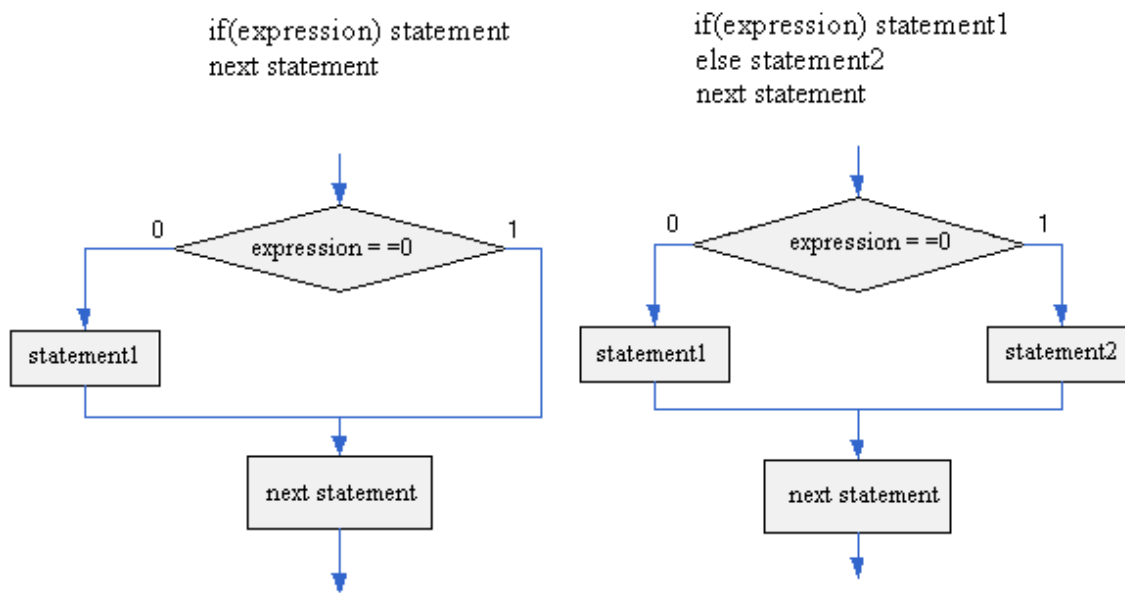 if(expression) statement
next statement
0
1
expression = =0
statement1
next statement
if(expression) statement1
else statement2
next statement
0
1
expression = =0
statement1
statement2
next statement